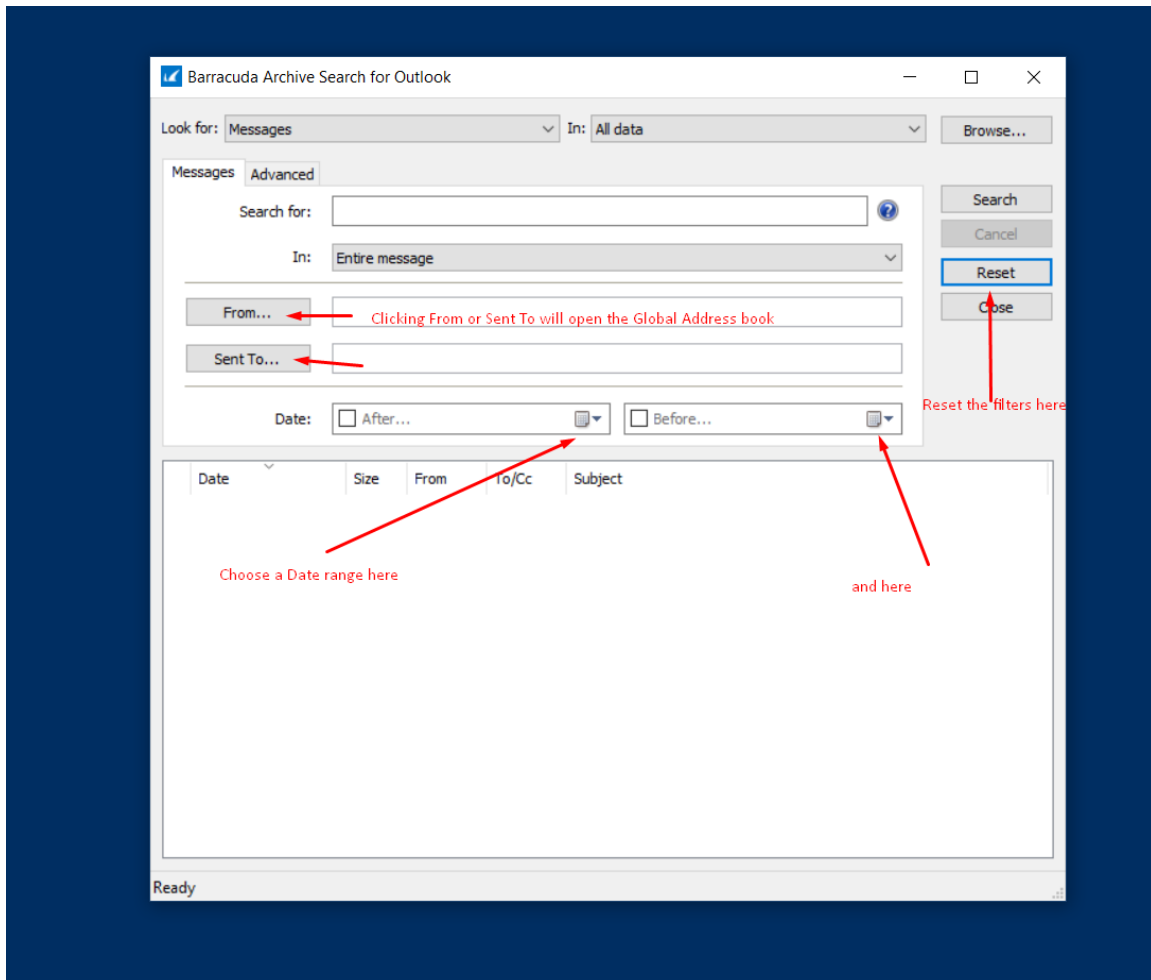 Barracuda Archive Search for Outlook
Look for: Messages In: All data Browse...
Messages Advanced
Search for:
Search
Cancel
In: Entire message
Reset
From... Clicking From or Sent To will open the Global Address book
Close
Sent To...
Reset the filters here
Date: After... Before...
Date Size From To/Cc Subject
Choose a Date range here
and here
Ready